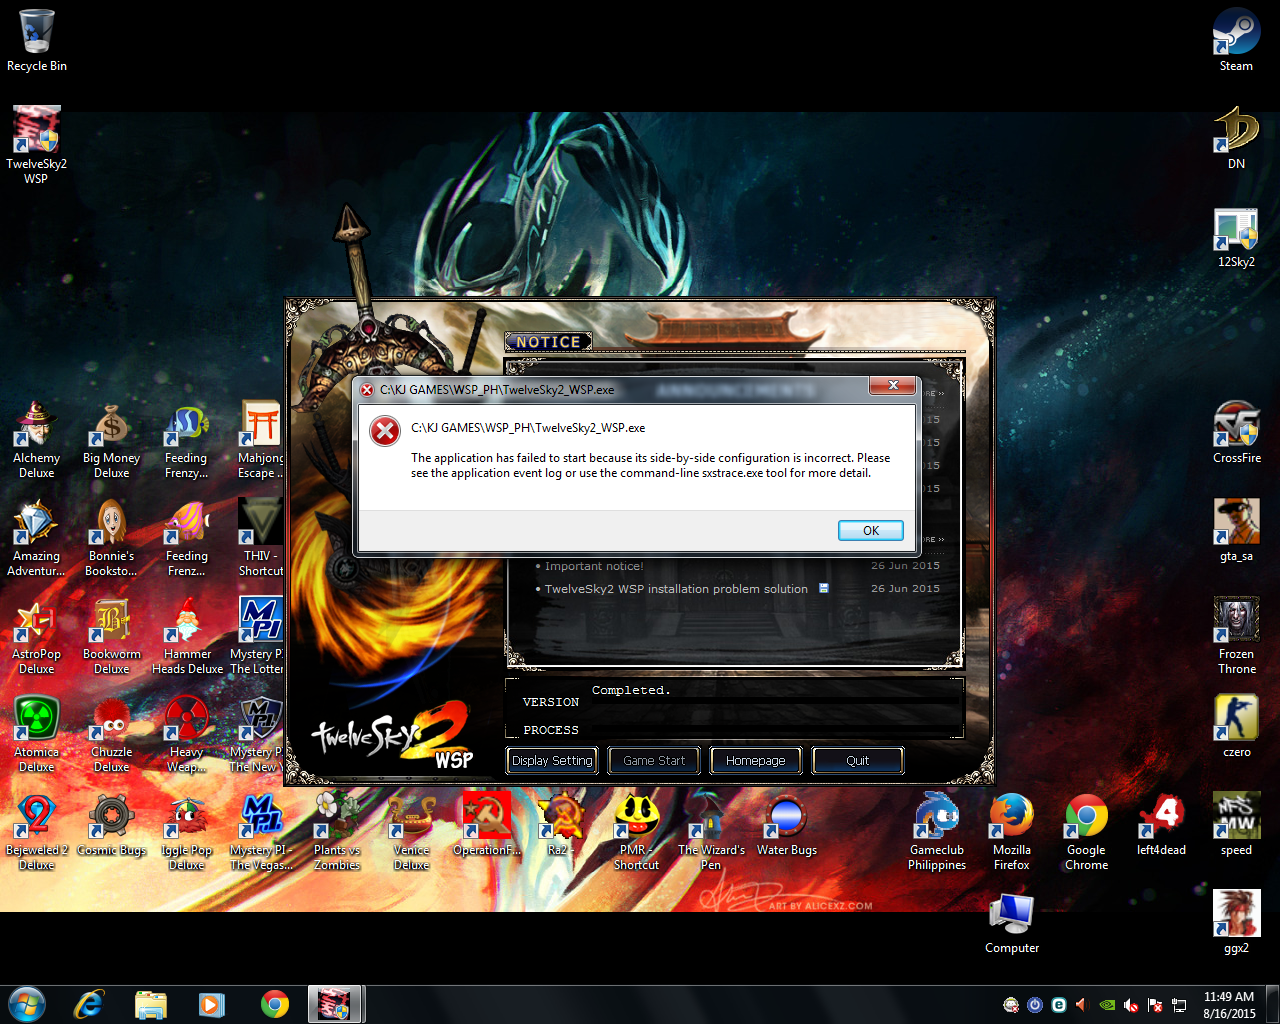 Recycle Bin
Steam
TwelveSky2
WSP
DN
12Sky2
NOTICE
C:\KJ GAMES\WSP_PH\TwelveSky2_WSP.exe
C:\KJ GAMES\WSP_PH\TwelveSky2_WSP.exe
The application has failed to start because its side-by-side configuration is incorrect. Please
see the application event log or use the command-line sxstrace.exe tool for more detail.
OK
• Important notice!
26 Jun 2015
• TwelveSky2 WSP installation problem solution
26 Jun 2015
Completed.
VERSION
PROCESS
TwelveSky2
WSP
Display Setting
Game Start
Homepage
Quit
Alchemy
Deluxe
Big Money
Deluxe
Feeding
Frenzy...
Mahjong
Escape ...
CrossFire
Amazing
Adventur...
Bonnie's
Booksto...
Feeding
Frenz...
THIV -
Shortcut
gta_sa
AstroPop
Deluxe
Bookworm
Deluxe
Hammer
Heads Deluxe
Mystery P
The Lotter
Frozen
Throne
Atomica
Deluxe
Chuzzle
Deluxe
Heavy
Weap...
Mystery P
The New
czero
Bejeweled 2
Deluxe
Cosmic Bugs
Iggle Pop
Deluxe
Mystery PI -
The Vegas...
Plants vs
Zombies
Venice
Deluxe
OperationF...
Ra2 -
PMR -
Shortcut
The Wizard's
Pen
Water Bugs
Gameclub
Philippines
Mozilla
Firefox
Google
Chrome
left4dead
speed
ART BY ALICEXZ.COM
Computer
ggx2
11:49 AM
8/16/2015